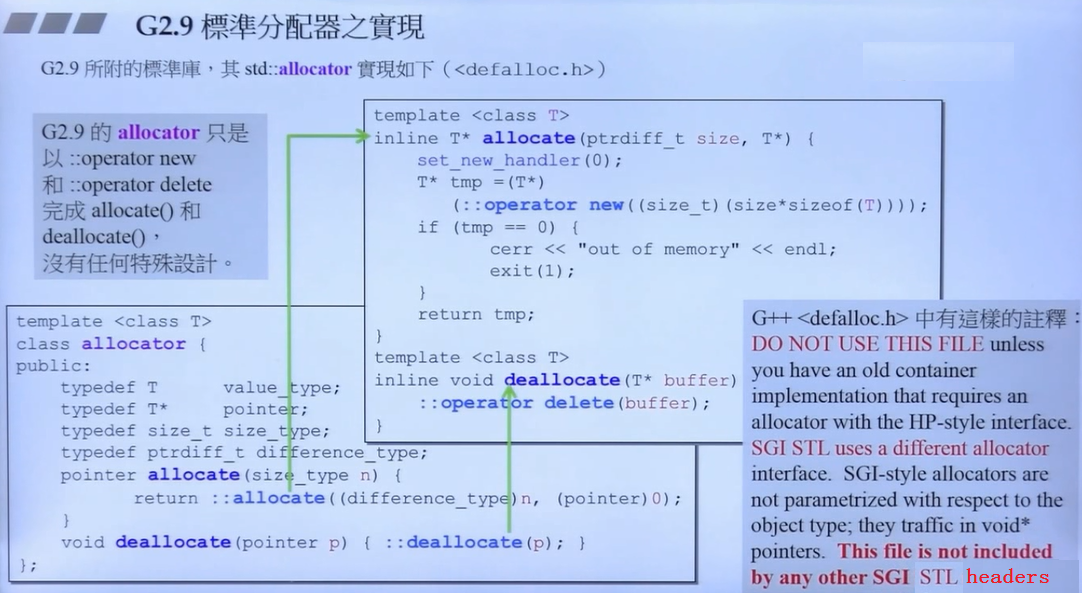 G2.9 標準分配器之實現
G2.9 所附的標準庫，其 std::allocator 實現如下（<defalloc.h>）
G2.9 的 allocator 只是
以 ::operator new
和 ::operator delete
完成 allocate() 和
deallocate()，
沒有任何特殊設計。
template <class T>
inline T* allocate(ptrdiff_t size, T*) {
set_new_handler(0);
T* tmp =(T*)
(::operator new((size_t)(size*sizeof(T))));
if (tmp == 0) {
cerr << "out of memory" << endl;
exit(1);
}
return tmp;
}
template <class T>
inline void deallocate(T* buffer)
::operator delete(buffer);
}
template <class T>
class allocator {
public:
typedef T value_type;
typedef T* pointer;
typedef size_t size_type;
typedef ptrdiff_t difference_type;
pointer allocate(size_type n) {
return ::allocate((difference_type)n, (pointer)0);
}
void deallocate(pointer p) { ::deallocate(p); }
};
G++ <defalloc.h> 中有這樣的註釋：
DO NOT USE THIS FILE unless
you have an old container
implementation that requires an
allocator with the HP-style interface.
SGI STL uses a different allocator
interface. SGI-style allocators are
not parametrized with respect to the
object type; they traffic in void*
pointers. This file is not included
by any other SGI STL headers